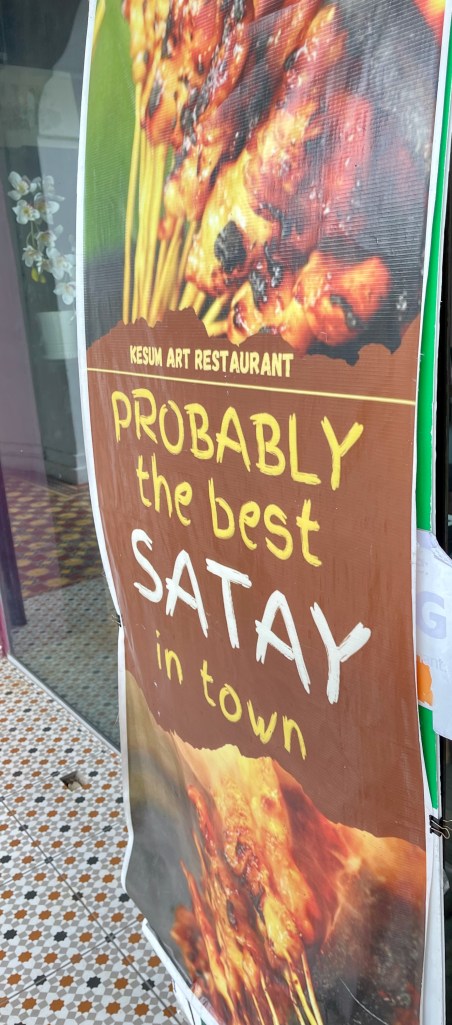 KESUM ART RESTAURANT
PROBABLY
the best
SATAY
in town
G